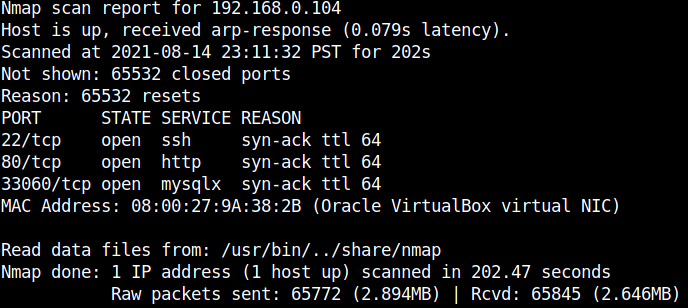 Nmap scan report for 192.168.0.104
Host is up, received arp-response (0.079s latency).
Scanned at 2021-08-14 23:11:32 PST for 202s
Not shown: 65532 closed ports
Reason: 65532 resets
PORT      STATE SERVICE REASON
22/tcp    open  ssh     syn-ack ttl 64
80/tcp    open  http    syn-ack ttl 64
33060/tcp open  mysqlx  syn-ack ttl 64
MAC Address: 08:00:27:9A:38:2B (Oracle VirtualBox virtual NIC)
Read data files from: /usr/bin/../share/nmap
Nmap done: 1 IP address (1 host up) scanned in 202.47 seconds
           Raw packets sent: 65772 (2.894MB) | Rcvd: 65845 (2.646MB)